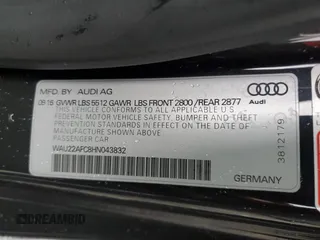 MFD. BY AUDI AG
05 16 GVWR LBS 5512 GAWR LBS FRONT 2800 /REAR 2877
THIS VEHICLE CONFORMS TO ALL APPLICABLE U.S.
FEDERAL MOTOR VEHICLE SAFETY, BUMPER AND THEFT
PREVENTION STANDARDS IN EFFECT ON THE DATE OF
MANUFACTURE SHOWN ABOVE.
PASSENGER CAR
WAU22AFC8HN043832
GERMANY
Audi
38121791
CREAMBID